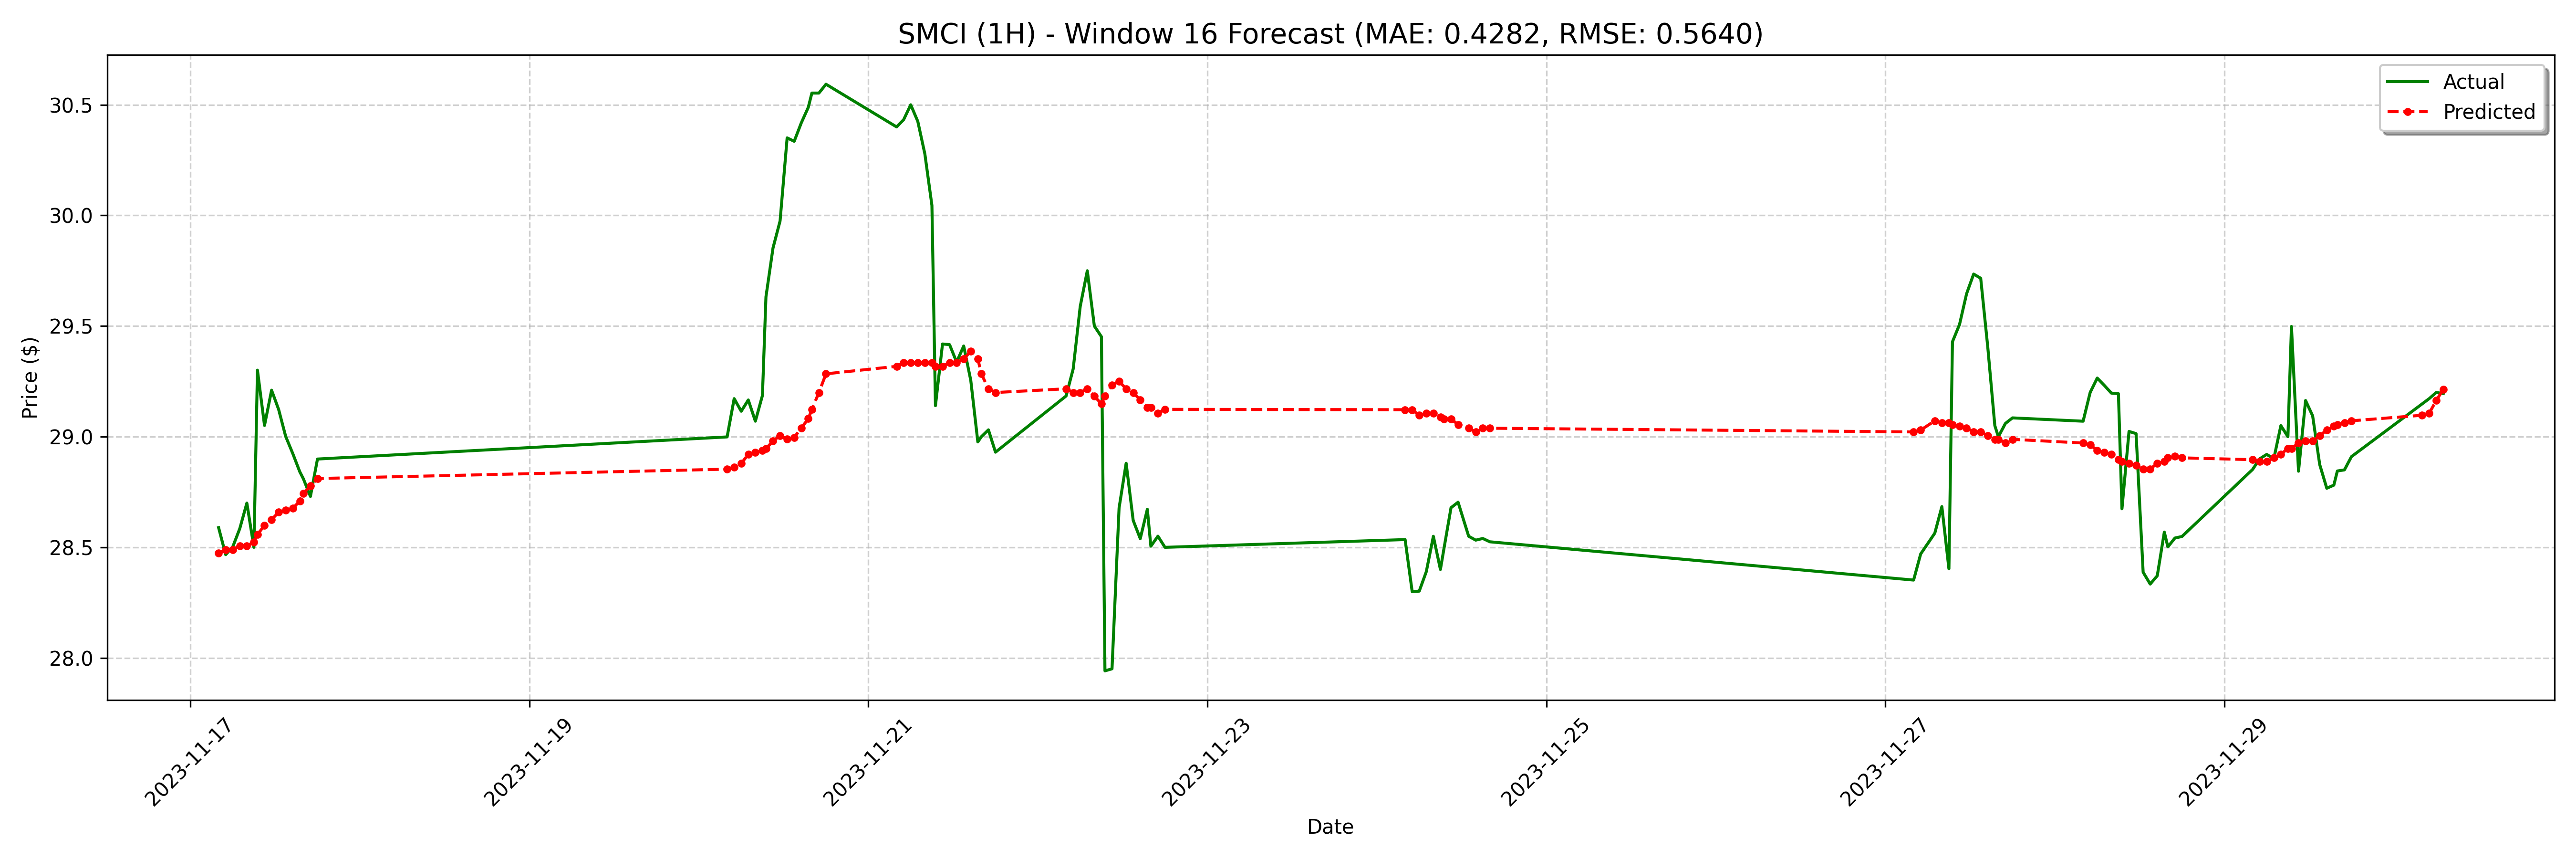 SMCI (1H) - Window 16 Forecast (MAE: 0.4282, RMSE: 0.5640)
Actual
Predicted
Price ($)
30.5
30.0
29.5
29.0
28.5
28.0
2023-11-17
2023-11-19
2023-11-21
2023-11-23
2023-11-25
2023-11-27
2023-11-29
Date